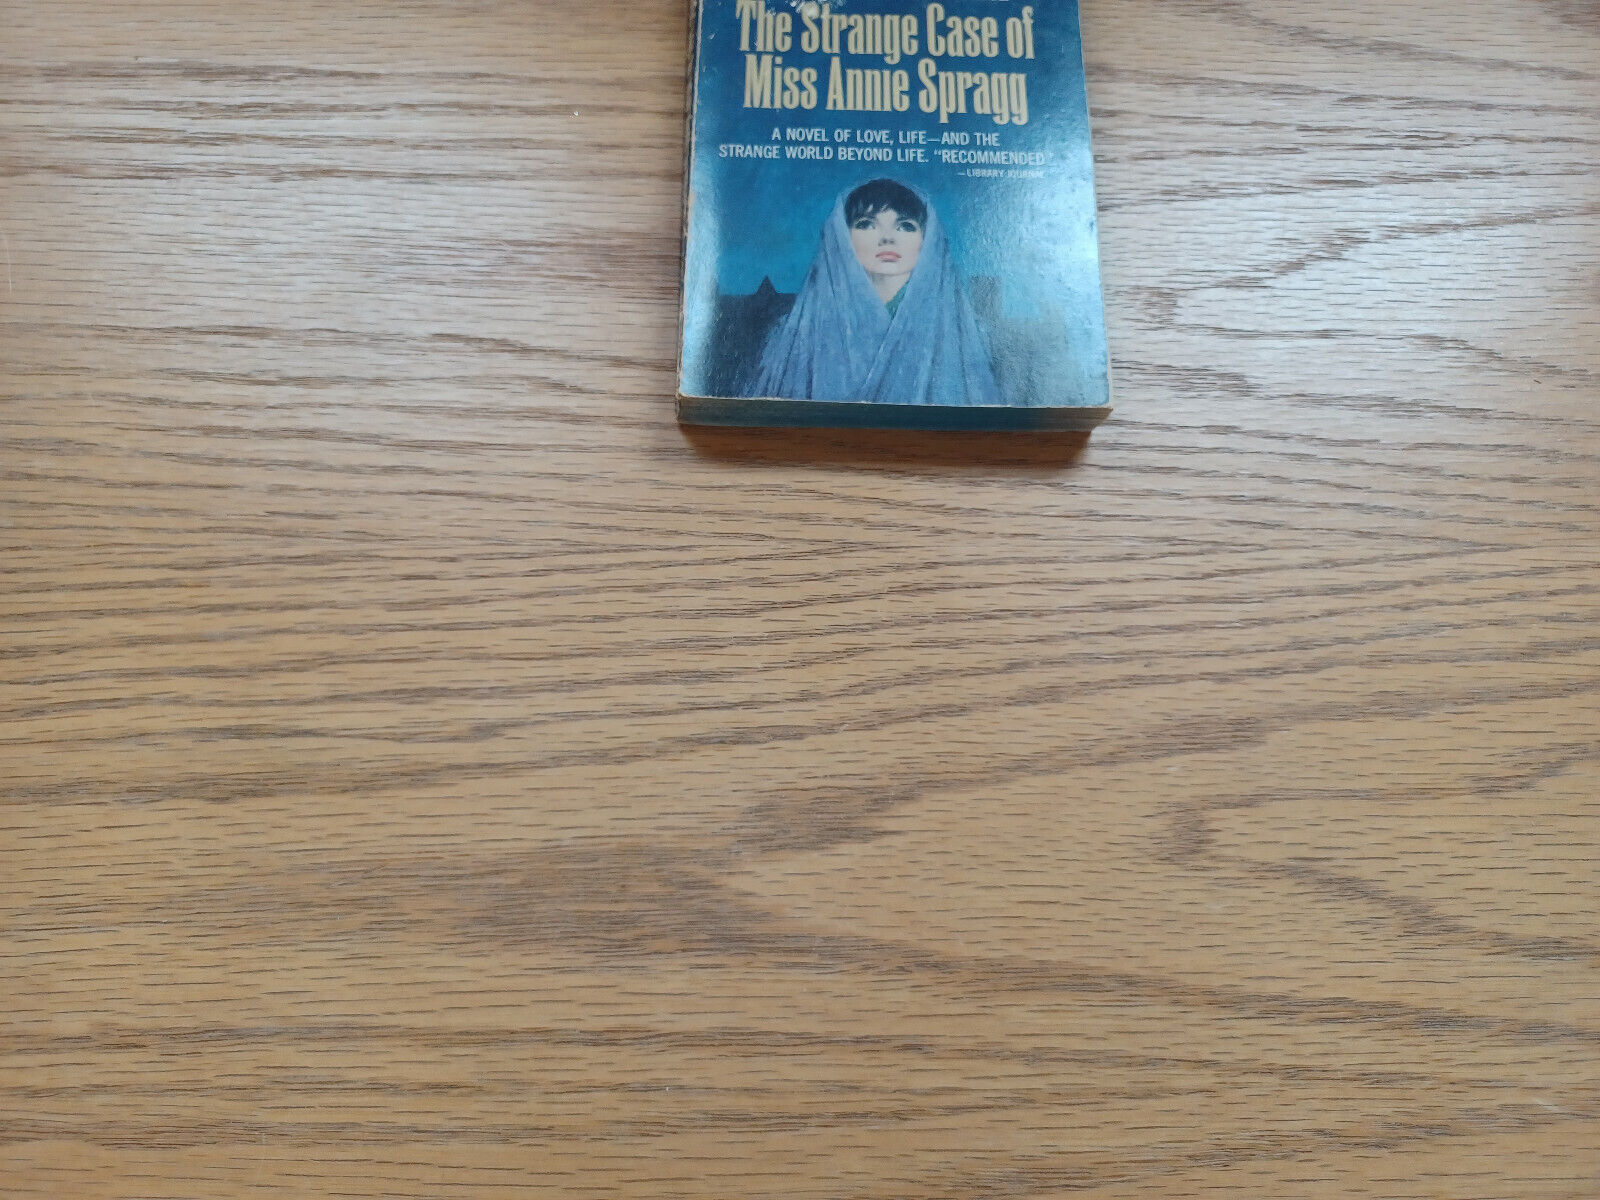 The Strange Case of
Miss Annie Spragg
A NOVEL OF LOVE, LIFE—AND THE
STRANGE WORLD BEYOND LIFE. "RECOMMENDED"
—LIBRARY JOURNAL